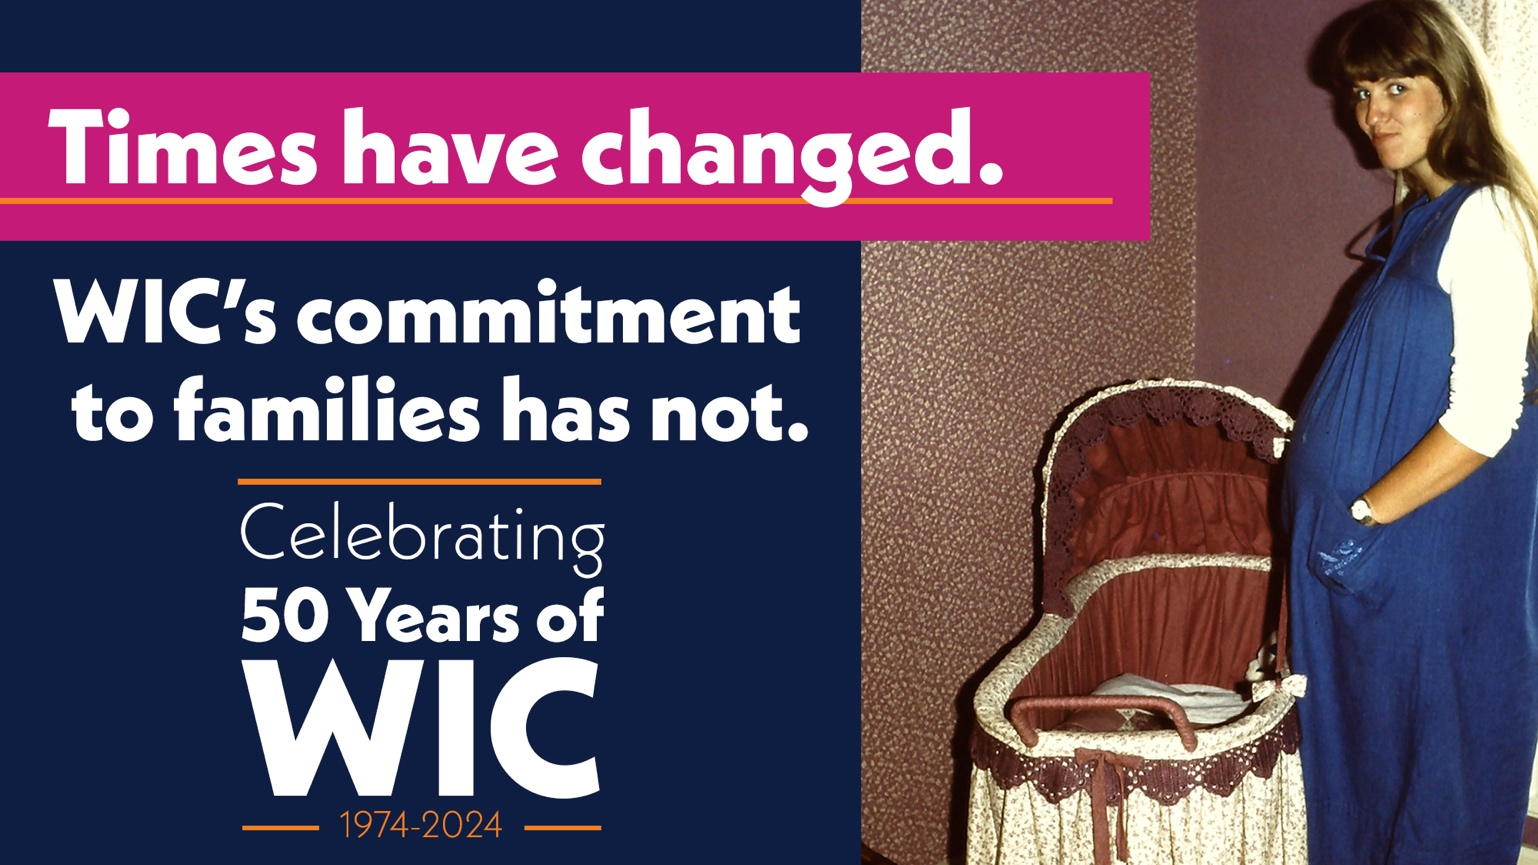 Times have changed.
WIC’s commitment
to families has not.
Celebrating
50 Years of
WIC
1974-2024